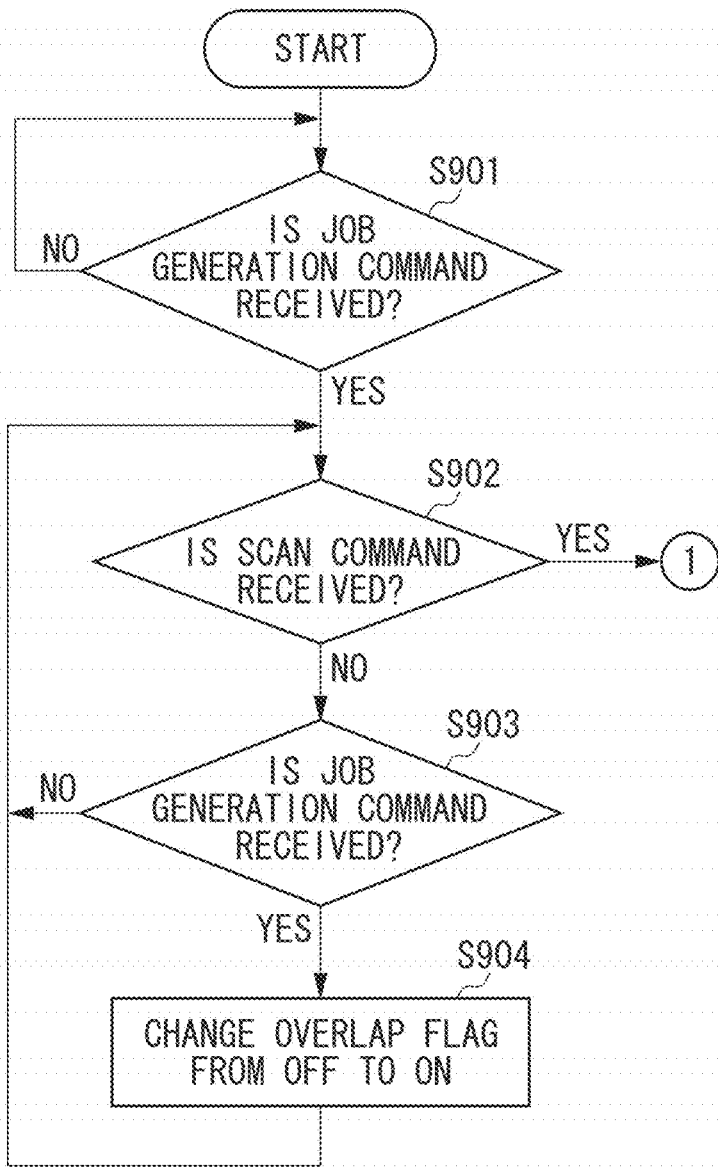 START
S901
IS JOB
GENERATION COMMAND
RECEIVED?
NO
YES
S902
IS SCAN COMMAND
RECEIVED?
YES
1
NO
S903
IS JOB
GENERATION COMMAND
RECEIVED?
NO
YES
S904
CHANGE OVERLAP FLAG
FROM OFF TO ON